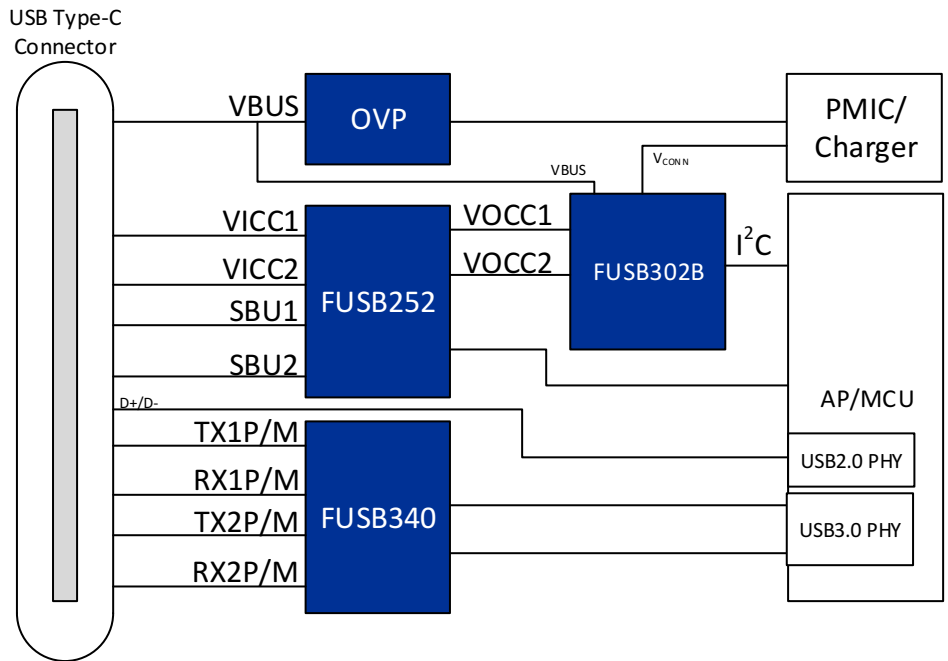 USB Type-C
Connector
VBUS
OVP
PMIC/
Charger
VBUS
VCONN
VICC1
VOCC1
I²C
VICC2
VOCC2
FUSB302B
FUSB252
SBU1
SBU2
AP/MCU
D+/D-
TX1P/M
USB2.0 PHY
RX1P/M
FUSB340
TX2P/M
USB3.0 PHY
RX2P/M